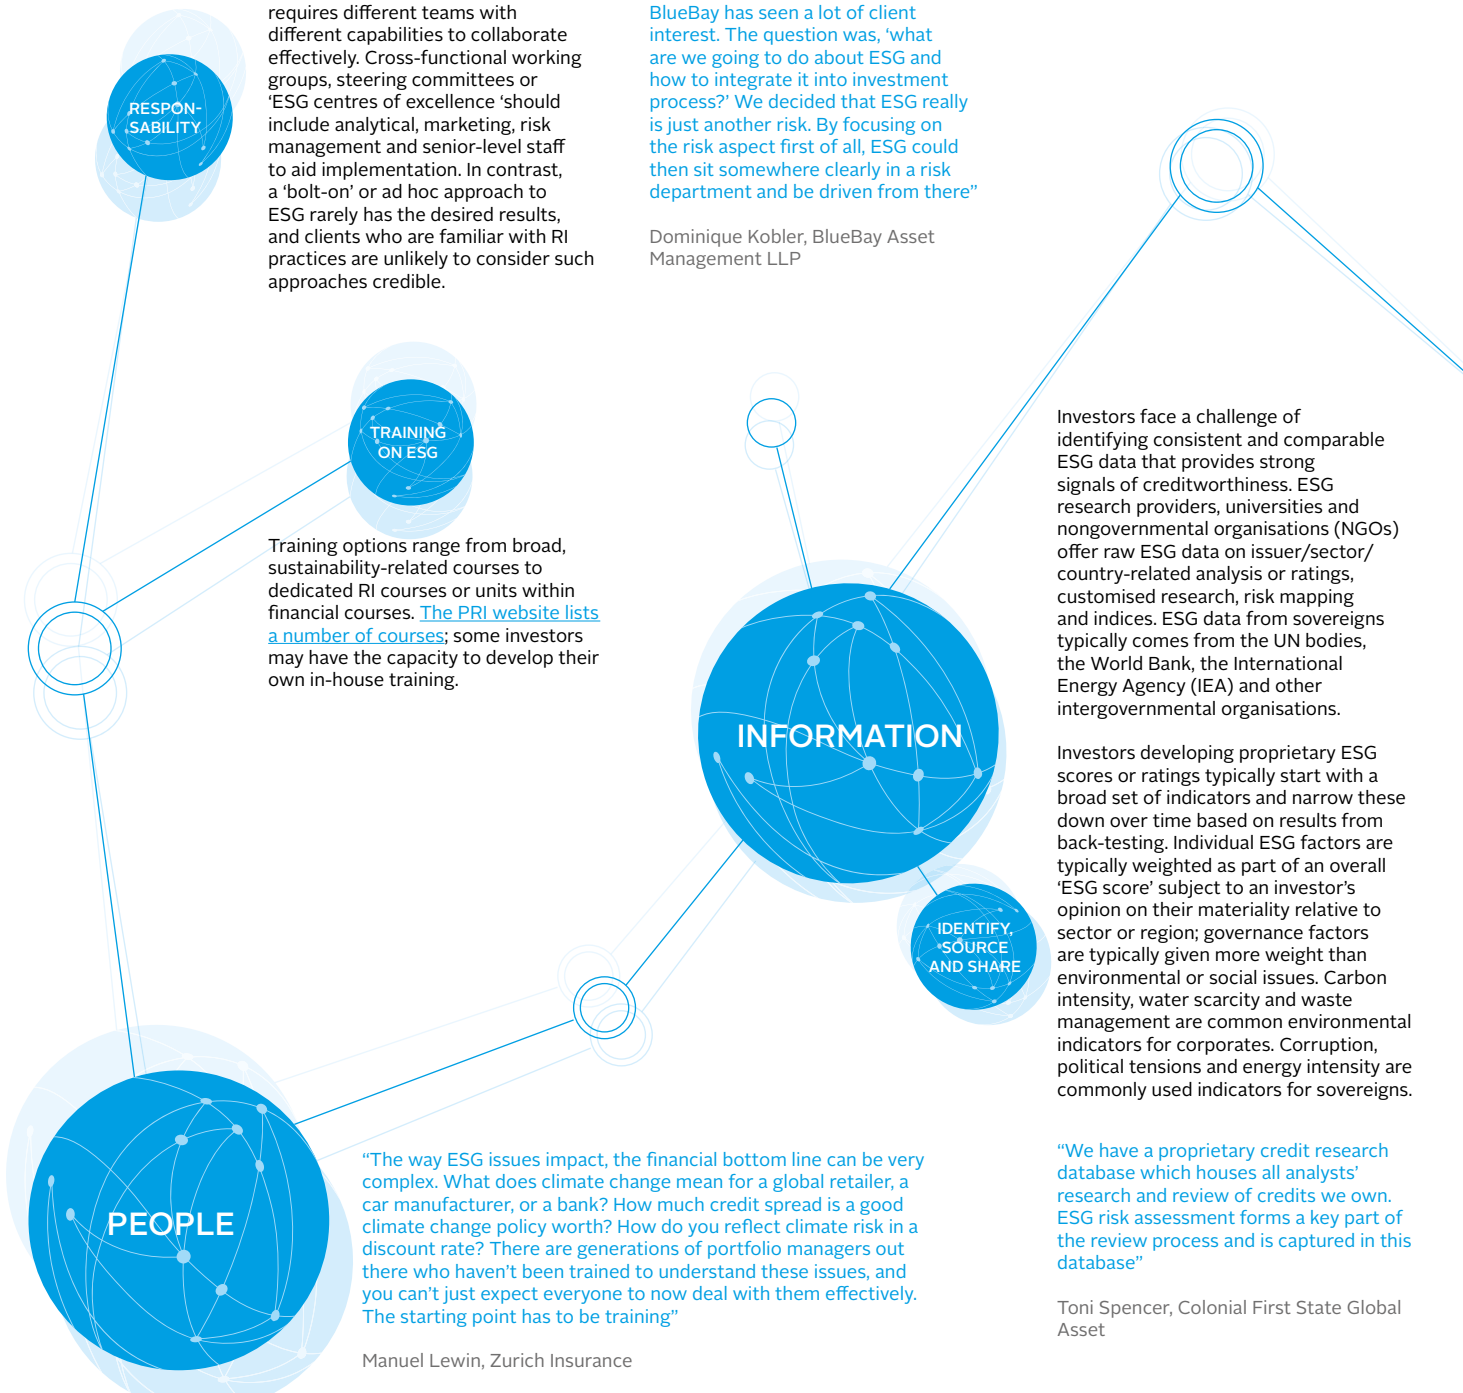 RESPON-
SABILITY
requires different teams with
different capabilities to collaborate
effectively. Cross-functional working
groups, steering committees or
‘ESG centres of excellence ‘should
include analytical, marketing, risk
management and senior-level staff
to aid implementation. In contrast,
a ‘bolt-on’ or ad hoc approach to
ESG rarely has the desired results,
and clients who are familiar with RI
practices are unlikely to consider such
approaches credible.
BlueBay has seen a lot of client
interest. The question was, ‘what
are we going to do about ESG and
how to integrate it into investment
process?’ We decided that ESG really
is just another risk. By focusing on
the risk aspect first of all, ESG could
then sit somewhere clearly in a risk
department and be driven from there”
Dominique Kobler, BlueBay Asset
Management LLP
TRAINING
ON ESG
Training options range from broad,
sustainability-related courses to
dedicated RI courses or units within
financial courses. The PRI website lists
a number of courses; some investors
may have the capacity to develop their
own in-house training.
INFORMATION
IDENTIFY,
SOURCE
AND SHARE
Investors face a challenge of
identifying consistent and comparable
ESG data that provides strong
signals of creditworthiness. ESG
research providers, universities and
nongovernmental organisations (NGOs)
offer raw ESG data on issuer/sector/
country-related analysis or ratings,
customised research, risk mapping
and indices. ESG data from sovereigns
typically comes from the UN bodies,
the World Bank, the International
Energy Agency (IEA) and other
intergovernmental organisations.
Investors developing proprietary ESG
scores or ratings typically start with a
broad set of indicators and narrow these
down over time based on results from
back-testing. Individual ESG factors are
typically weighted as part of an overall
‘ESG score’ subject to an investor’s
opinion on their materiality relative to
sector or region; governance factors
are typically given more weight than
environmental or social issues. Carbon
intensity, water scarcity and waste
management are common environmental
indicators for corporates. Corruption,
political tensions and energy intensity are
commonly used indicators for sovereigns.
PEOPLE
“The way ESG issues impact, the financial bottom line can be very
complex. What does climate change mean for a global retailer, a
car manufacturer, or a bank? How much credit spread is a good
climate change policy worth? How do you reflect climate risk in a
discount rate? There are generations of portfolio managers out
there who haven’t been trained to understand these issues, and
you can’t just expect everyone to now deal with them effectively.
The starting point has to be training”
Manuel Lewin, Zurich Insurance
“We have a proprietary credit research
database which houses all analysts’
research and review of credits we own.
ESG risk assessment forms a key part of
the review process and is captured in this
database”
Toni Spencer, Colonial First State Global
Asset